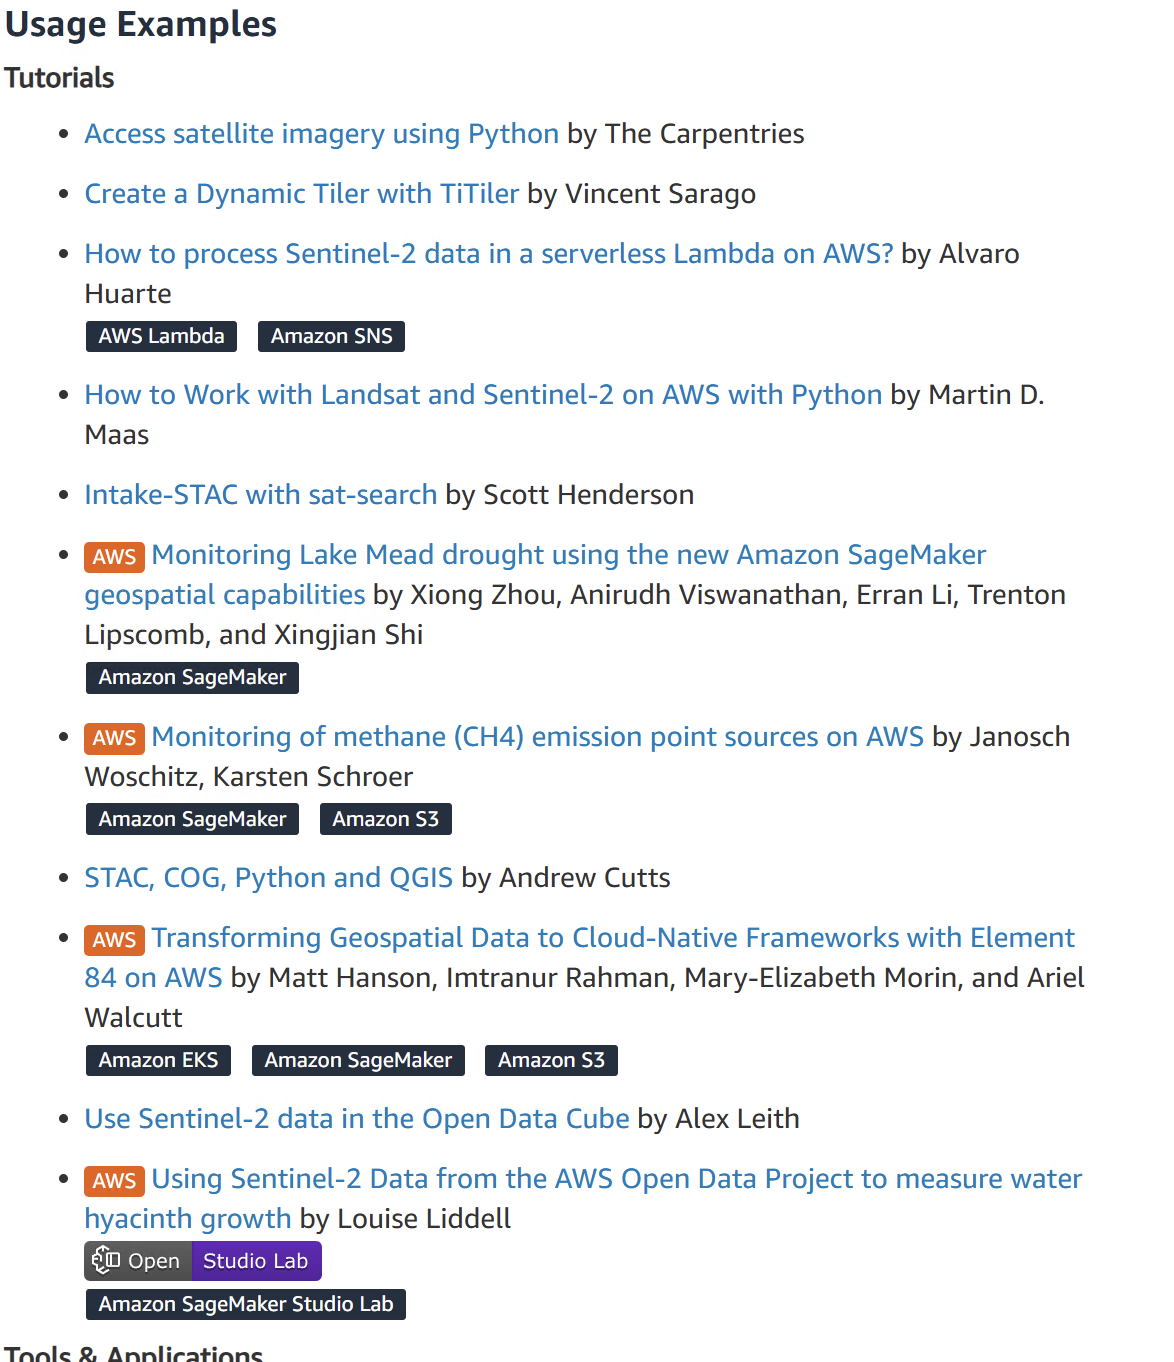 Usage Examples
Tutorials
Access satellite imagery using Python by The Carpentries
Create a Dynamic Tiler with TiTiler by Vincent Sarago
How to process Sentinel-2 data in a serverless Lambda on AWS? by Alvaro
Huarte
AWS Lambda Amazon SNS
How to Work with Landsat and Sentinel-2 on AWS with Python by Martin D.
Maas
Intake-STAC with sat-search by Scott Henderson
AWS Monitoring Lake Mead drought using the new Amazon SageMaker
geospatial capabilities by Xiong Zhou, Anirudh Viswanathan, Erran Li, Trenton
Lipscomb, and Xingjian Shi
Amazon SageMaker
AWS Monitoring of methane (CH4) emission point sources on AWS by Janosch
Woschitz, Karsten Schroer
Amazon SageMaker Amazon S3
STAC, COG, Python and QGIS by Andrew Cutts
AWS Transforming Geospatial Data to Cloud-Native Frameworks with Element
84 on AWS by Matt Hanson, Imtranur Rahman, Mary-Elizabeth Morin, and Ariel
Walcutt
Amazon EKS Amazon SageMaker Amazon S3
Use Sentinel-2 data in the Open Data Cube by Alex Leith
AWS Using Sentinel-2 Data from the AWS Open Data Project to measure water
hyacinth growth by Louise Liddell
Open Studio Lab
Amazon SageMaker Studio Lab
Tools & Applications